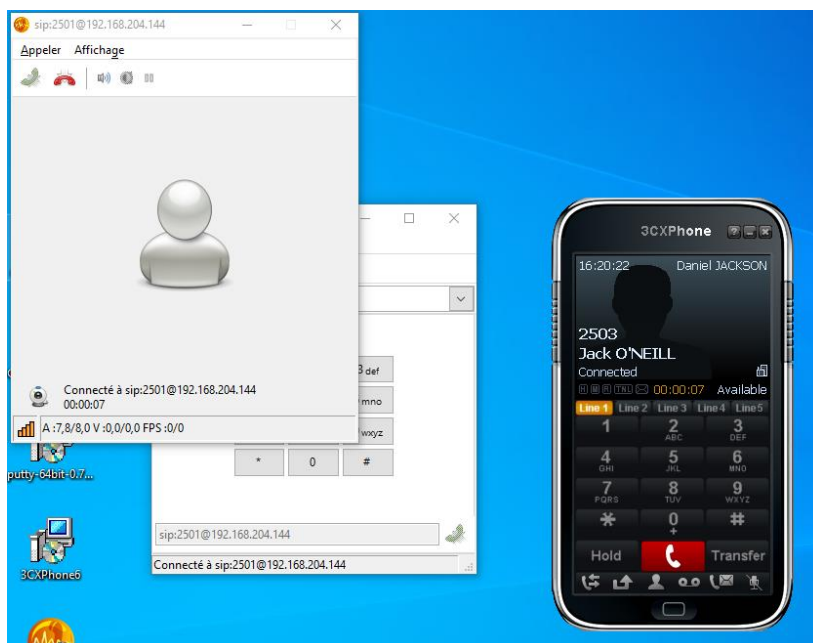 sip:2501@192.168.204.144
Appeler Affichage
Connecté à sip:2501@192.168.204.144
00:00:07
A :7,8/8,0 V :0,0/0,0 FPS :0/0
3 def
mno
wxyz
* 0 #
sip:2501@192.168.204.144
Connecté à sip:2501@192.168.204.144
putty-64bit-0.7...
3CXPhone6
3CXPhone
16:20:22 Daniel JACKSON
2503
Jack O'NEILL
Connected
TNL 00:00:07 Available
Line 1 Line 2 Line 3 Line 4 Line 5
1 2 3
ABC DEF
4 5 6
GHI JKL MNO
7 8 9
PQRS TUV WXYZ
* 0 #
+
Hold Transfer